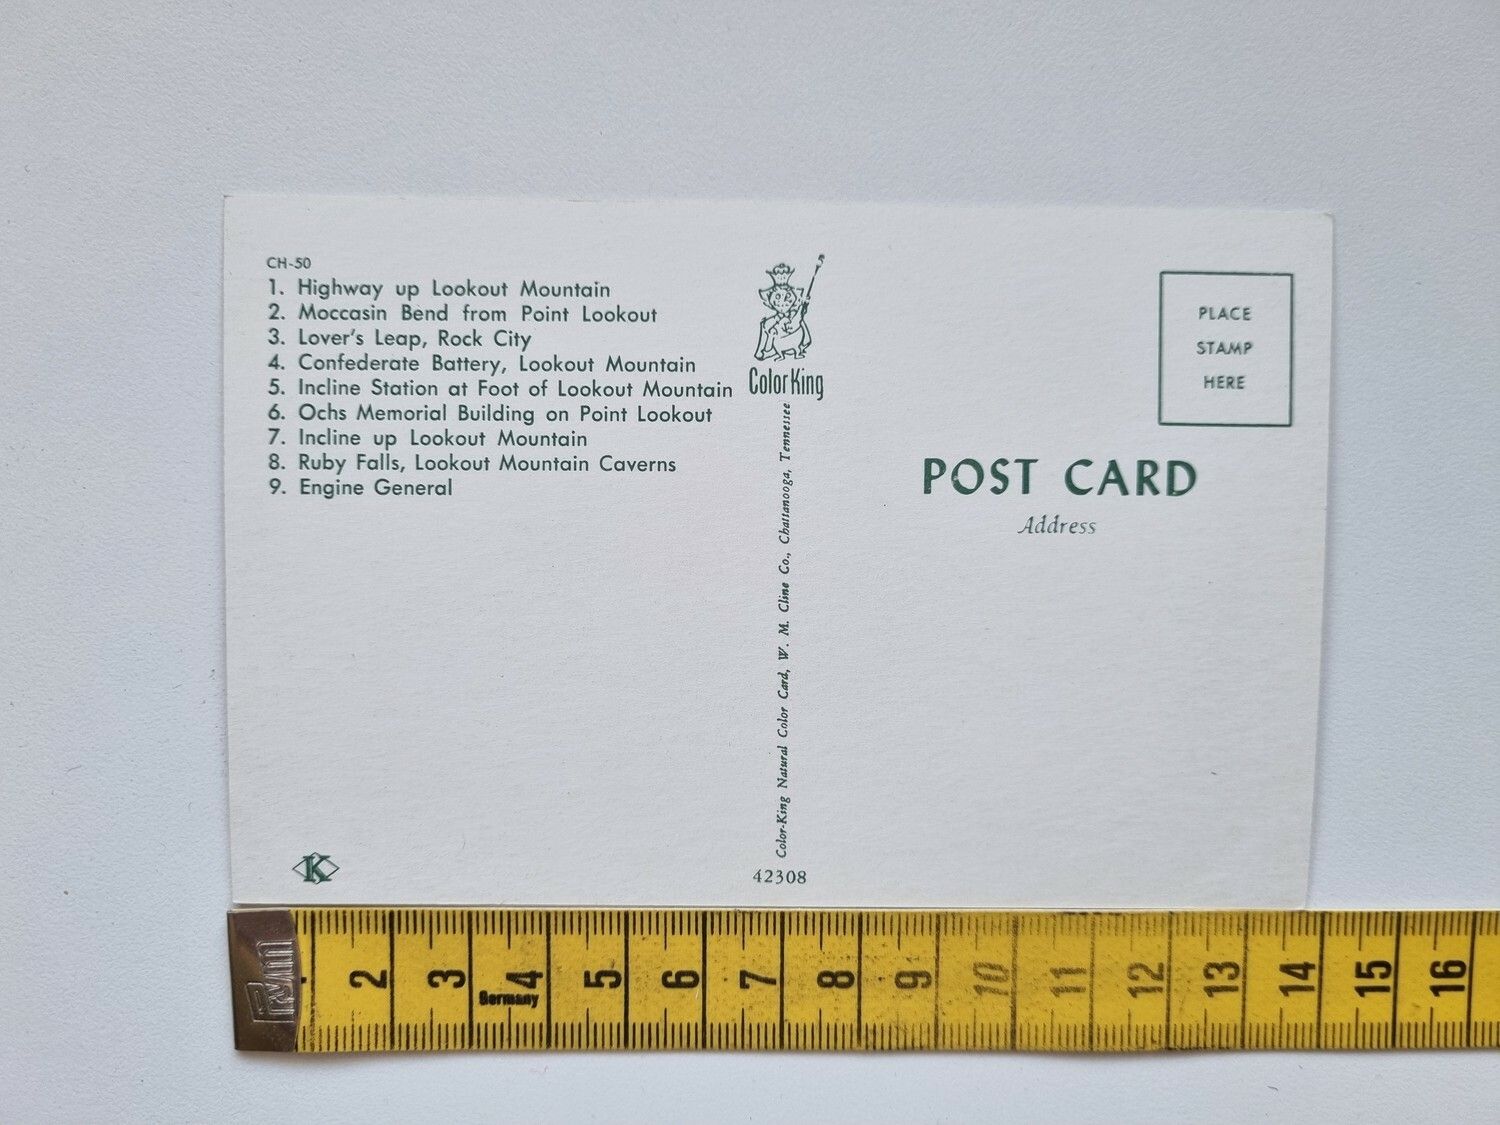 CH-50
1. Highway up Lookout Mountain
2. Moccasin Bend from Point Lookout
3. Lover's Leap, Rock City
4. Confederate Battery, Lookout Mountain
5. Incline Station at Foot of Lookout Mountain
6. Ochs Memorial Building on Point Lookout
7. Incline up Lookout Mountain
8. Ruby Falls, Lookout Mountain Caverns
9. Engine General
K
Color King
Color-King Natural Color Card, W. M. Cline Co., Chattanooga, Tennessee
42308
PLACE
STAMP
HERE
POST CARD
Address
2 3 4 5 6 7 8 9 10 11 12 13 14 15 16
Germany